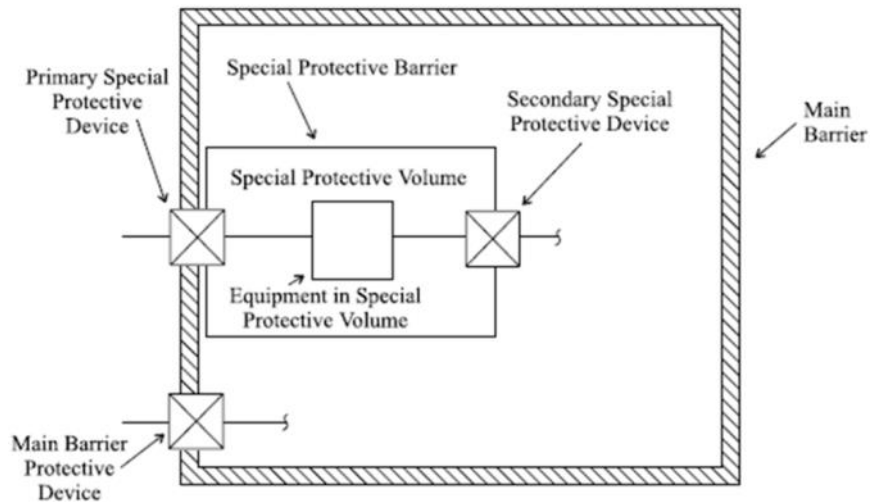 Primary Special
Protective
Device
Special Protective Barrier
Secondary Special
Protective Device
Main
Barrier
Special Protective Volume
Equipment in Special
Protective Volume
Main Barrier
Protective
Device